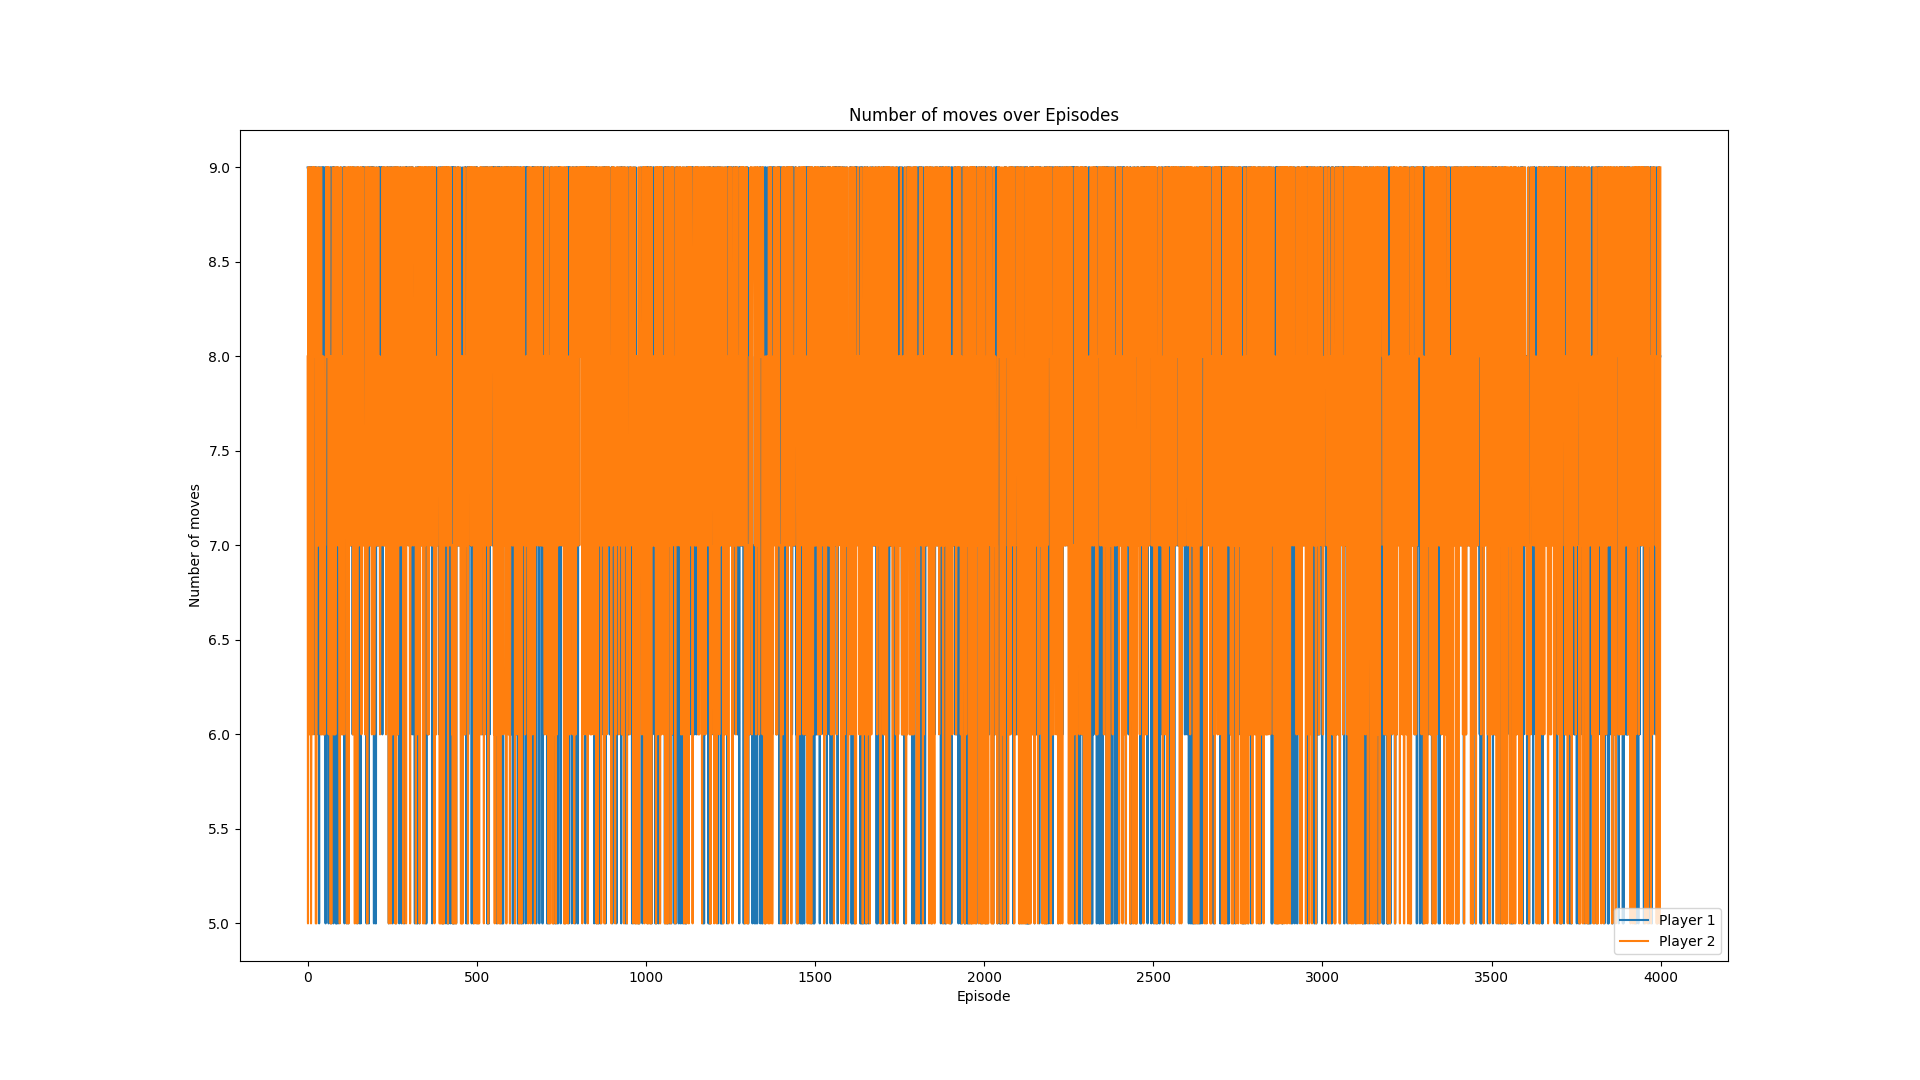 Number of moves over Episodes
9.0
8.5
8.0
7.5
7.0
6.5
6.0
5.5
5.0
Number of moves
0 500 1000 1500 2000 2500 3000 3500 4000
Episode
Player 1
Player 2